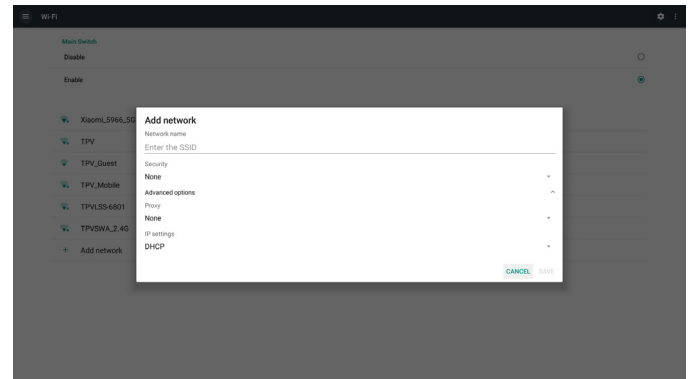 Wi-Fi
Main Switch
Disable
Enable
Xiaomi_5966_5G
TPV
TPV_Guest
TPV_Mobile
TPVLSS-6801
TPVSWA_2.4G
Add network
Add network
Network name
Enter the SSID
Security
None
Advanced options
Proxy
None
IP settings
DHCP
CANCEL SAVE